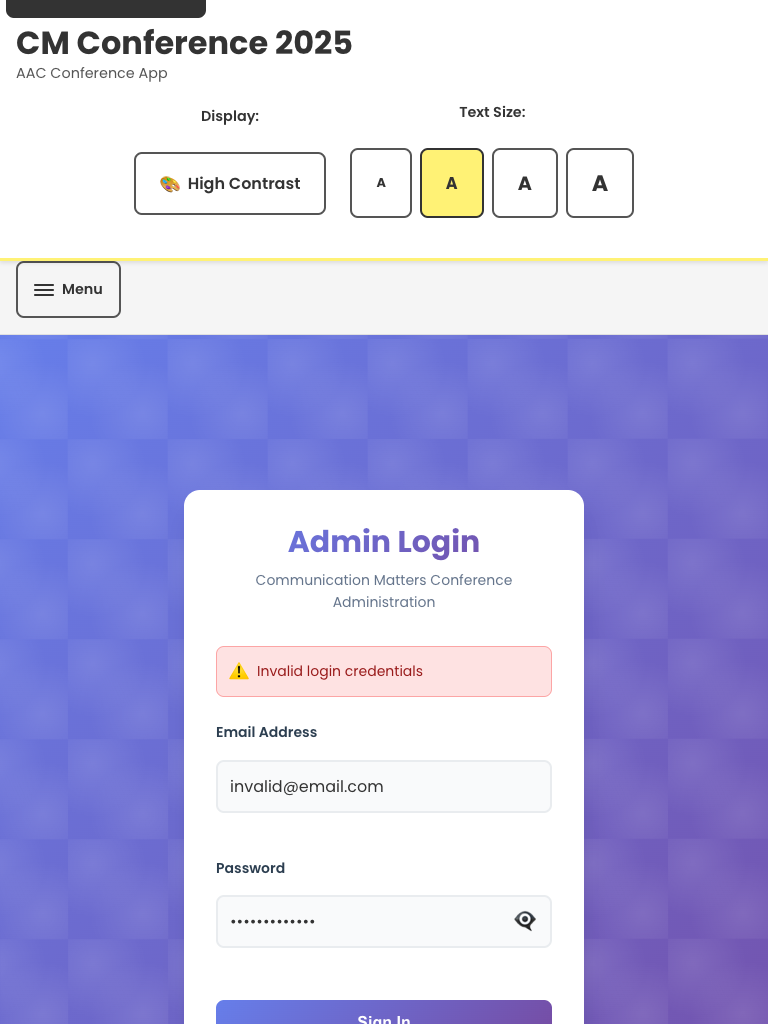 CM Conference 2025
AAC Conference App
Display:
Text Size:
High Contrast
A
A
A
A
Menu
Admin Login
Communication Matters Conference
Administration
Invalid login credentials
Email Address
invalid@email.com
Password
•••••••••••••
Sign In